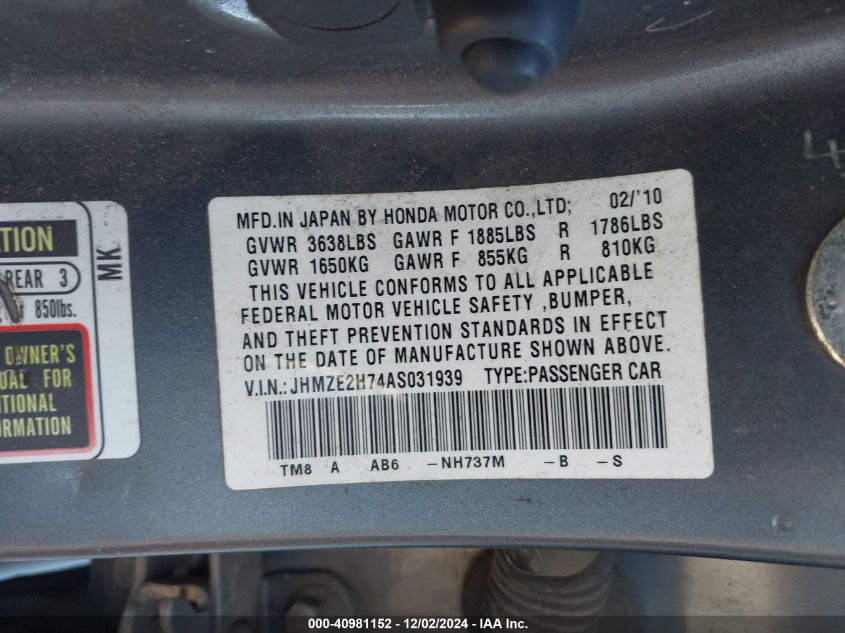 MFD.IN JAPAN BY HONDA MOTOR CO.,LTD; 02/'10
GVWR 3638LBS GAWR F 1885LBS R 1786LBS
GVWR 1650KG GAWR F 855KG R 810KG
THIS VEHICLE CONFORMS TO ALL APPLICABLE
FEDERAL MOTOR VEHICLE SAFETY ,BUMPER,
AND THEFT PREVENTION STANDARDS IN EFFECT
ON THE DATE OF MANUFACTURE SHOWN ABOVE.
V.I.N.:JHMZE2H74AS031939 TYPE:PASSENGER CAR
TM8 A AB6 -NH737M -B -S
TION
REAR 3
850lbs.
MK
OWNER'S
UAL FOR
ITIONAL
ORMATION
000-40981152 - 12/02/2024 - IAAI.com